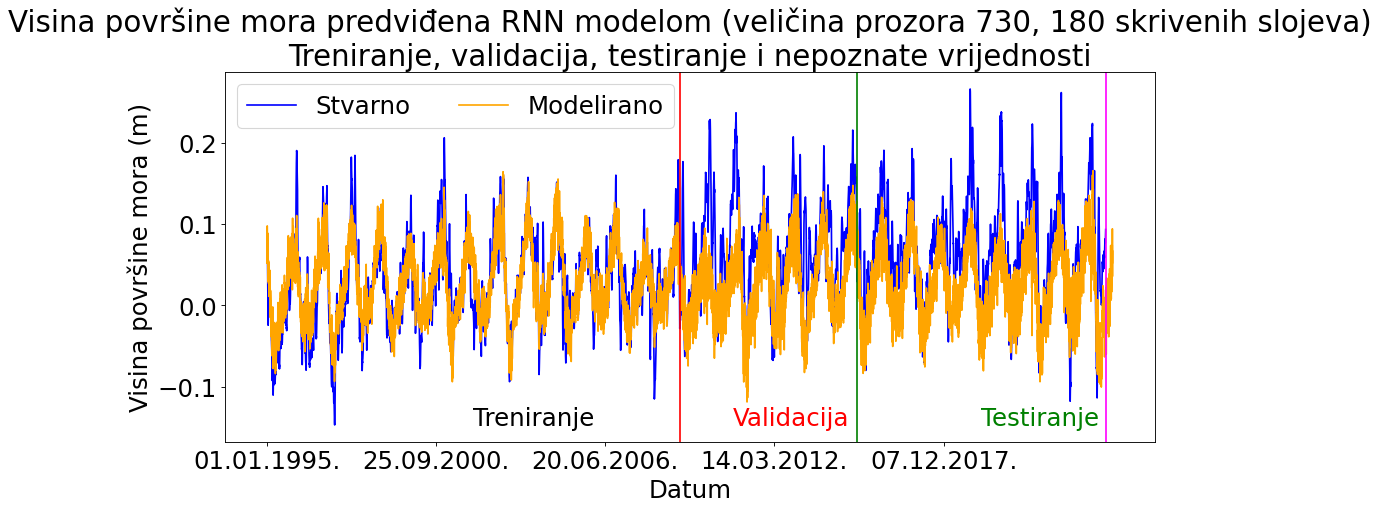 Visina površine mora predviđena RNN modelom (veličina prozora 730, 180 skrivenih slojeva)
Treniranje, validacija, testiranje i nepoznate vrijednosti
Stvarno Modelirano
Visina površine mora (m)
0.2
0.1
0.0
−0.1
Treniranje Validacija Testiranje
01.01.1995. 25.09.2000. 20.06.2006. 14.03.2012. 07.12.2017.
Datum